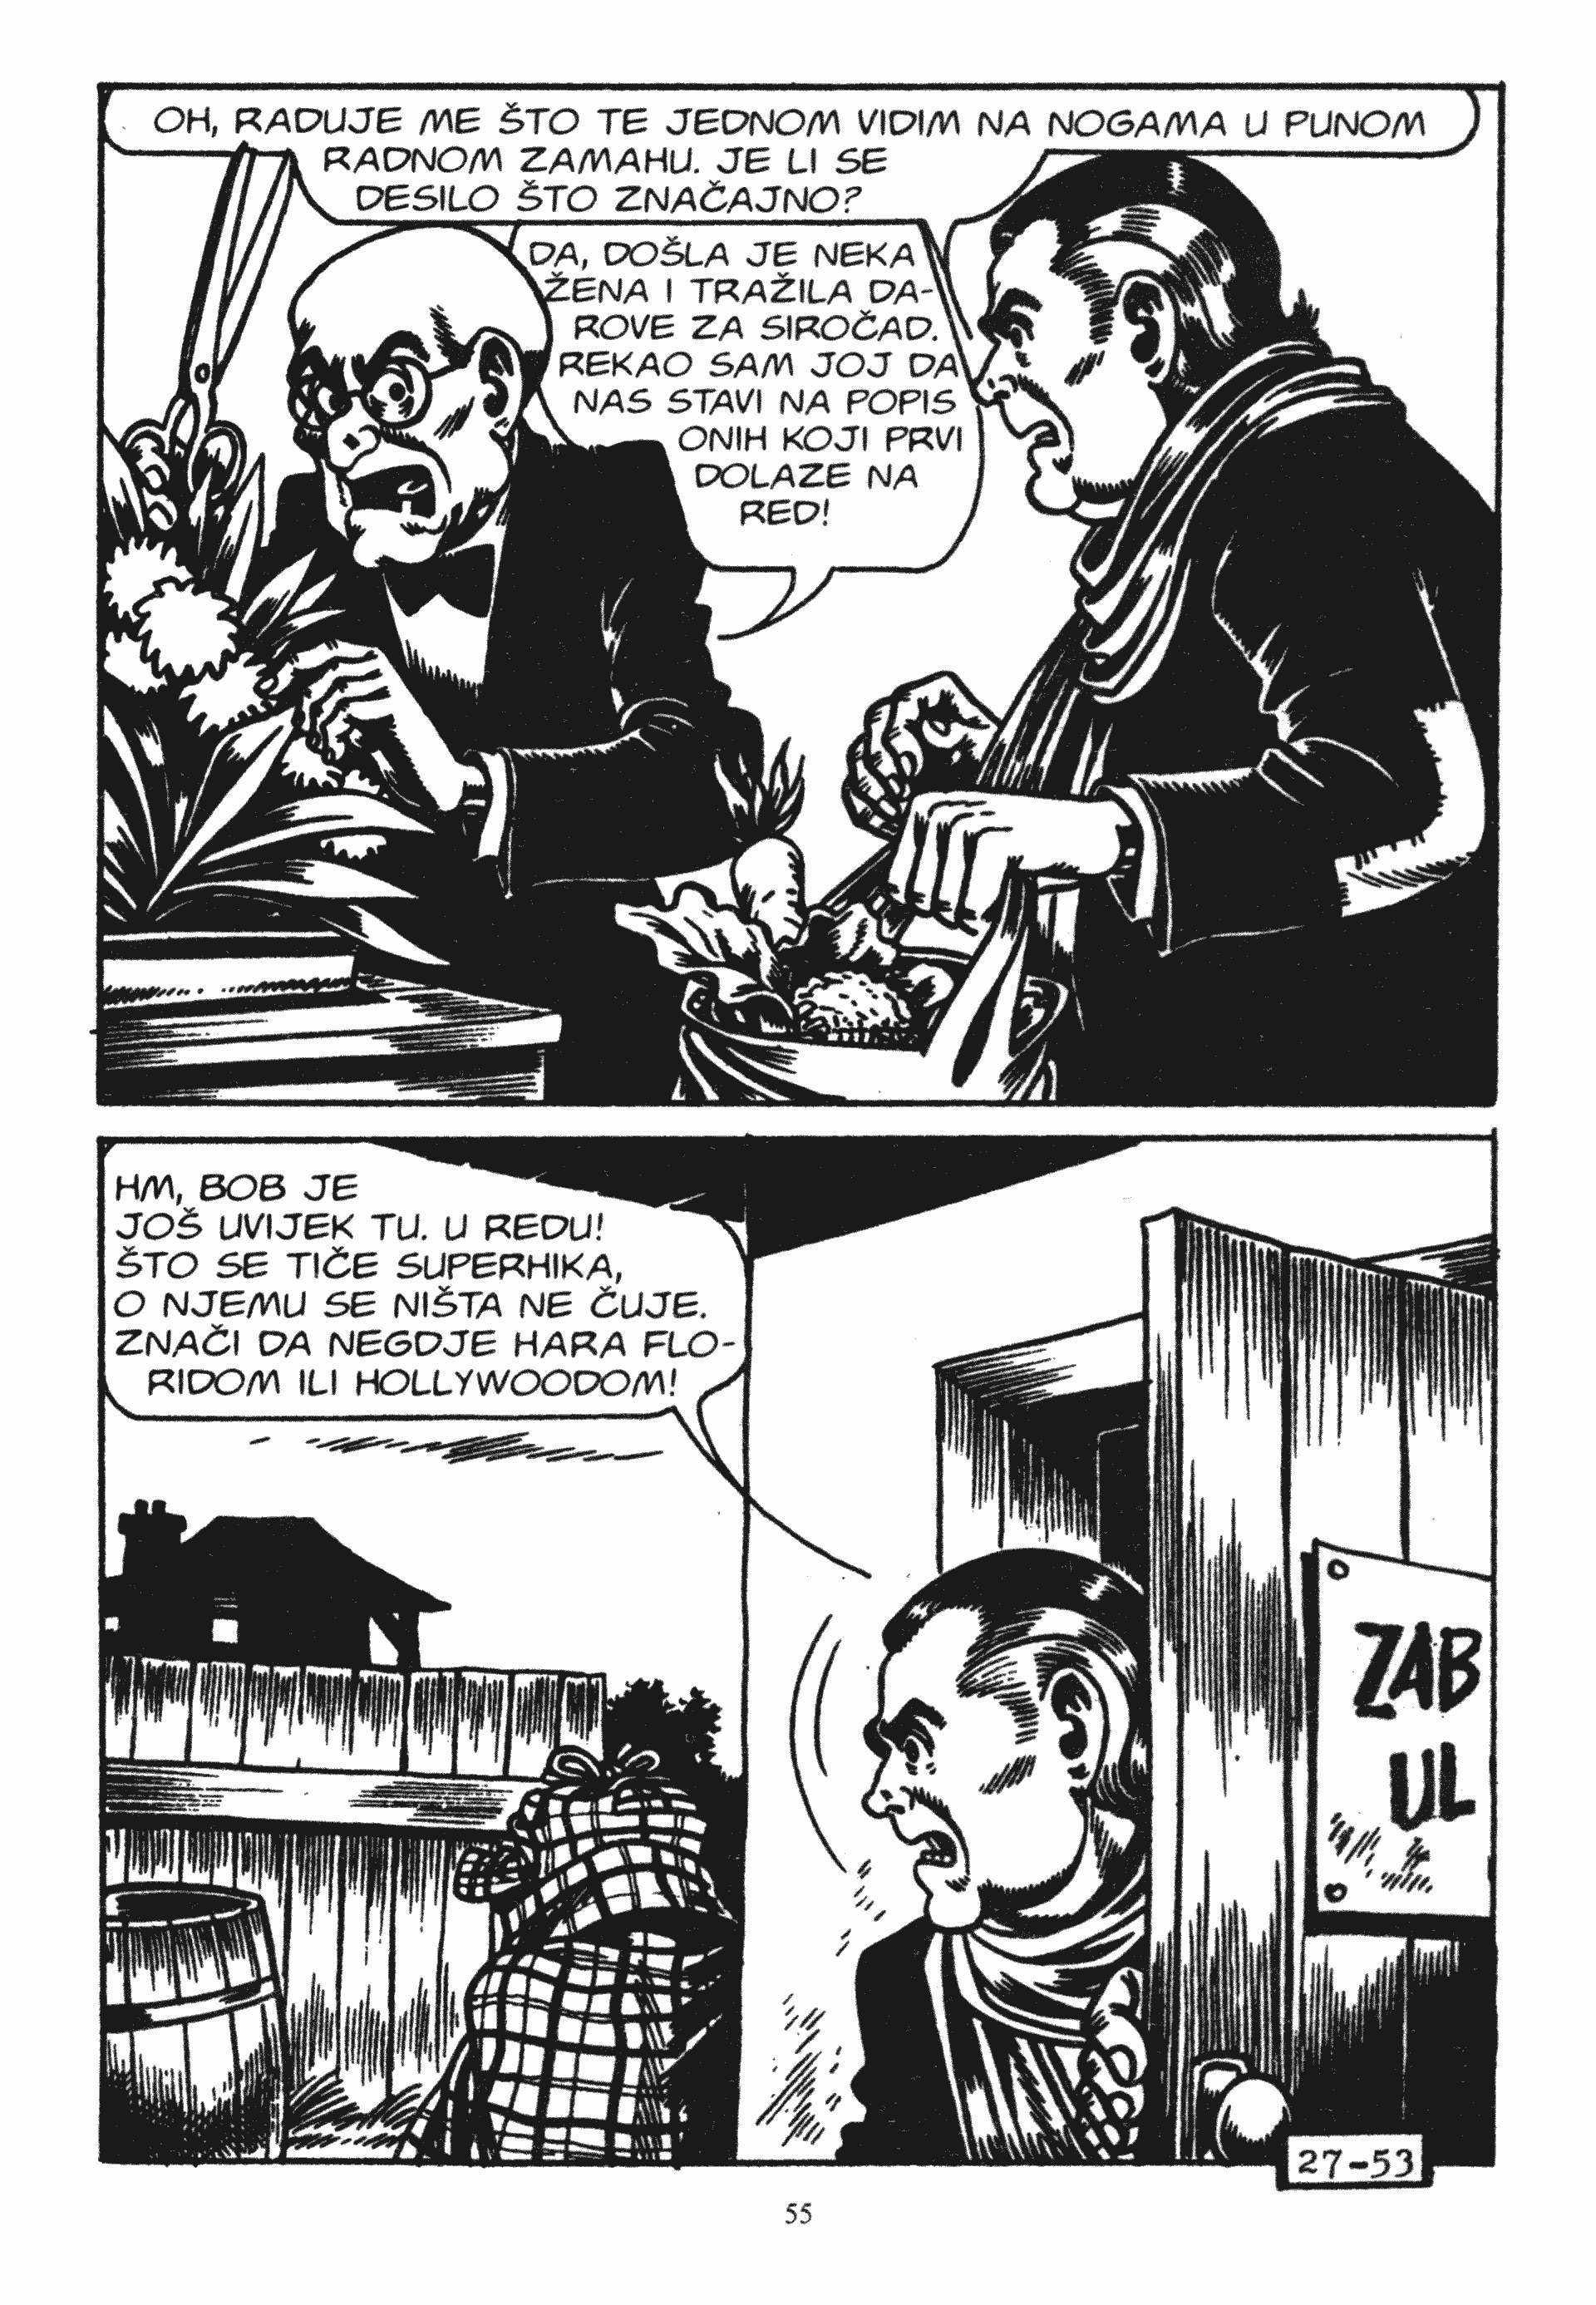 OH, RADUJE ME ŠTO TE JEDNOM VIDIM NA NOGAMA U PUNOM
RADNOM ZAMAHU. JE LI SE
DESILO ŠTO ZNAČAJNO?
DA, DOŠLA JE NEKA
ŽENA I TRAŽILA DA-
ROVE ZA SIROČAD.
REKAO SAM JOJ DA
NAS STAVI NA POPIS
ONIH KOJI PRVI
DOLAZE NA
RED!
HM, BOB JE
JOŠ UVIJEK TU. U REDU!
ŠTO SE TIČE SUPERHIKA,
O NJEMU SE NIŠTA NE ČUJE.
ZNAČI DA NEGDJE HARA FLO-
RIDOM ILI HOLLYWOODOM!
ZAB
UL
27-53
55